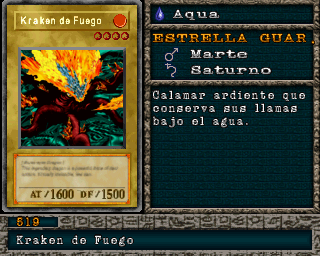 Kraken de Fuego
AT/1600 DF/1500
Aqua
ESTRELLA GUAR.
Marte
Saturno
Calamar ardiente que
conserva sus llamas
bajo el agua.
519
Kraken de Fuego